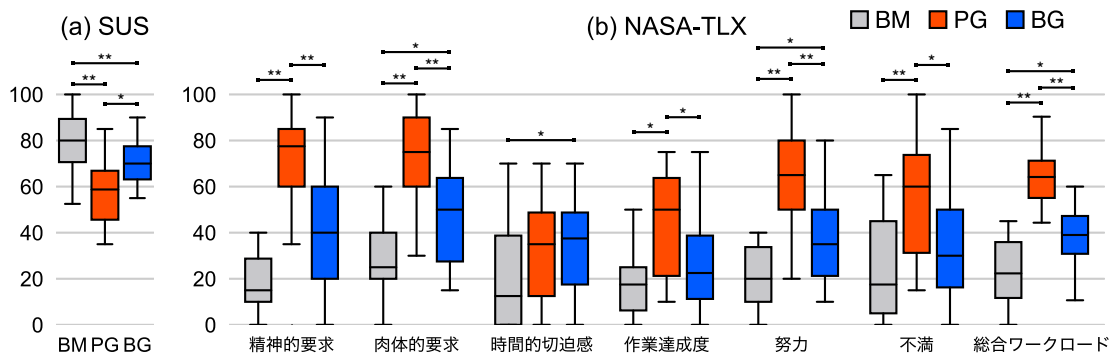 (a) SUS
(b) NASA-TLX
BM PG BG
** ** *
** ** * ** ** * * * * ** ** ** * * ** **
100 100
80 80
60 60
40 40
20 20
0 0
BM PG BG
精神的要求 肉体的要求 時間的切迫感 作業達成度 努力 不満 総合ワークロード